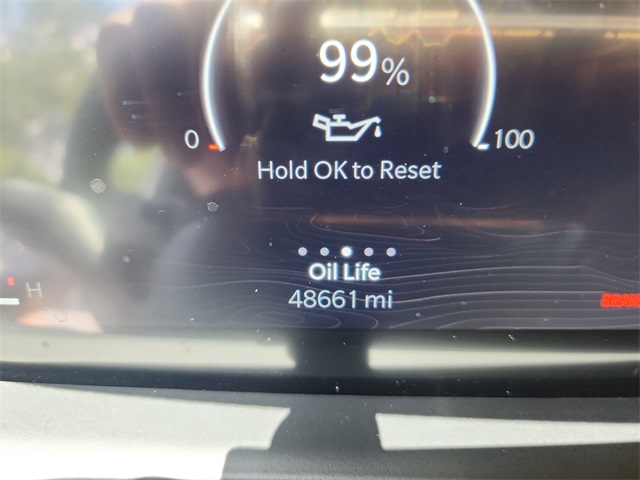 99%
0 100
Hold OK to Reset
Oil Life
H 48661 mi